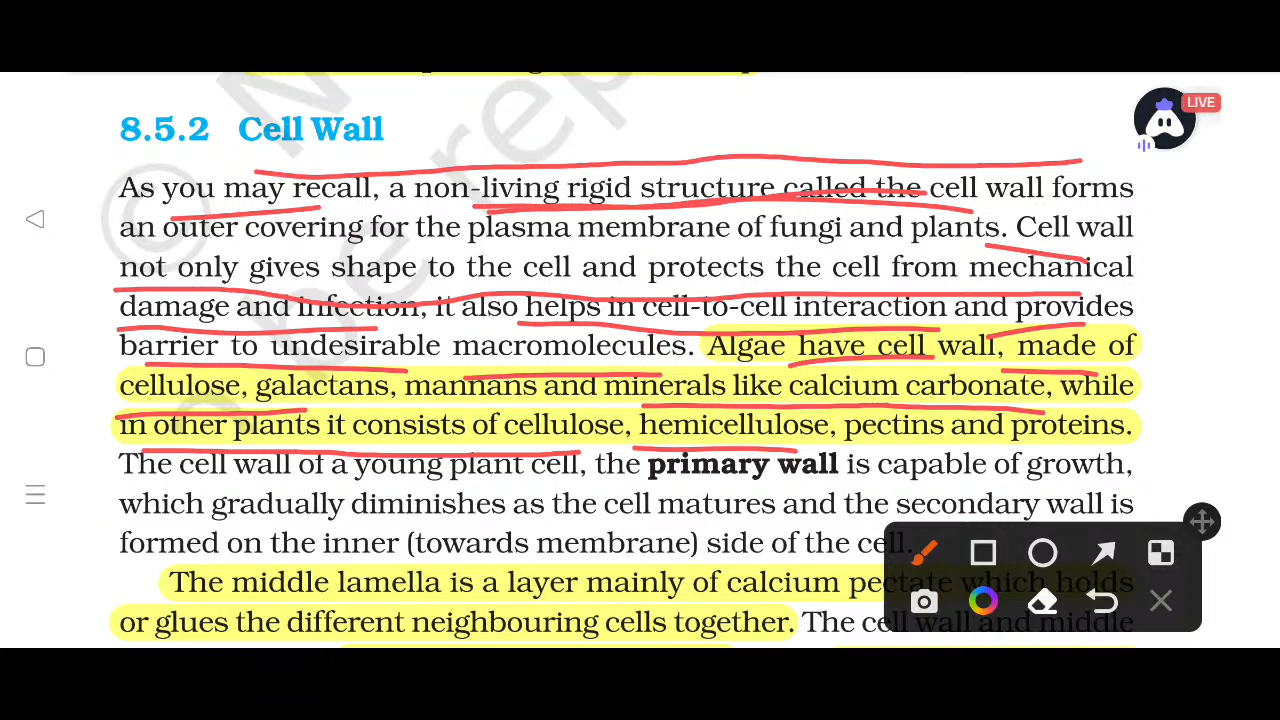 LIVE
8.5.2 Cell Wall
As you may recall, a non-living rigid structure called the cell wall forms
an outer covering for the plasma membrane of fungi and plants. Cell wall
not only gives shape to the cell and protects the cell from mechanical
damage and infection, it also helps in cell-to-cell interaction and provides
barrier to undesirable macromolecules. Algae have cell wall, made of
cellulose, galactans, mannans and minerals like calcium carbonate, while
in other plants it consists of cellulose, hemicellulose, pectins and proteins.
The cell wall of a young plant cell, the primary wall is capable of growth,
which gradually diminishes as the cell matures and the secondary wall is
formed on the inner (towards membrane) side of the cell.
The middle lamella is a layer mainly of calcium pectate which holds
or glues the different neighbouring cells together. The cell wall and middle